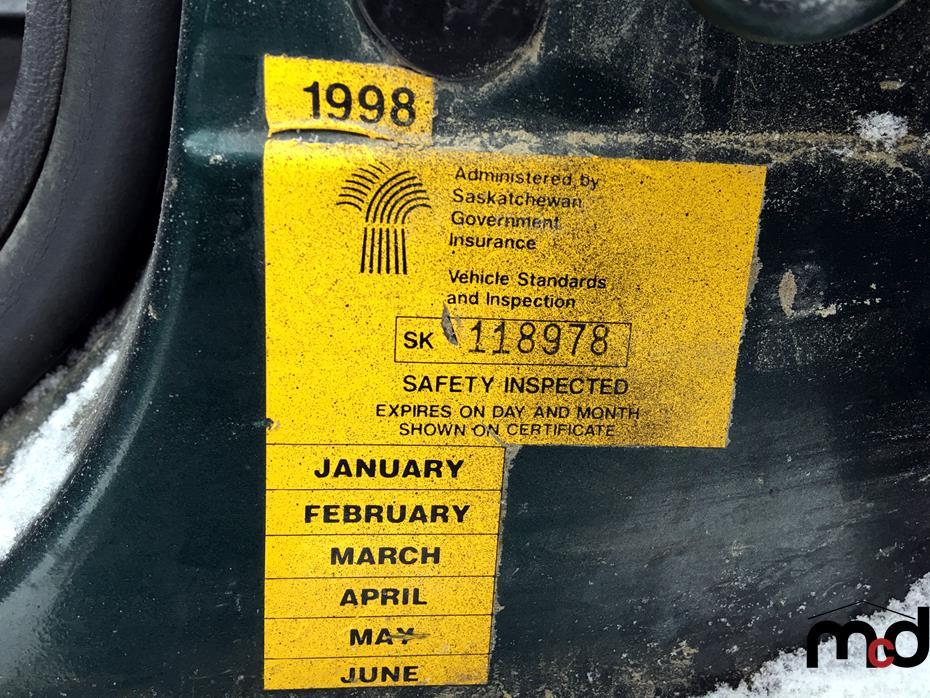 1998
Administered by
Saskatchewan
Government
Insurance
Vehicle Standards
and Inspection
SK 118978
SAFETY INSPECTED
EXPIRES ON DAY AND MONTH
SHOWN ON CERTIFICATE
JANUARY
FEBRUARY
MARCH
APRIL
MAY
JUNE
mcd